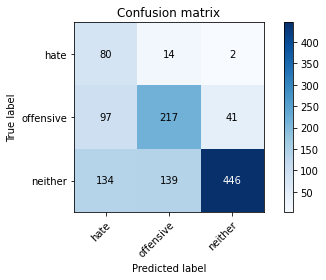 Confusion matrix
True label
hate 80 14 2
offensive 97 217 41
neither 134 139 446
hate offensive neither
Predicted label
400
350
300
250
200
150
100
50